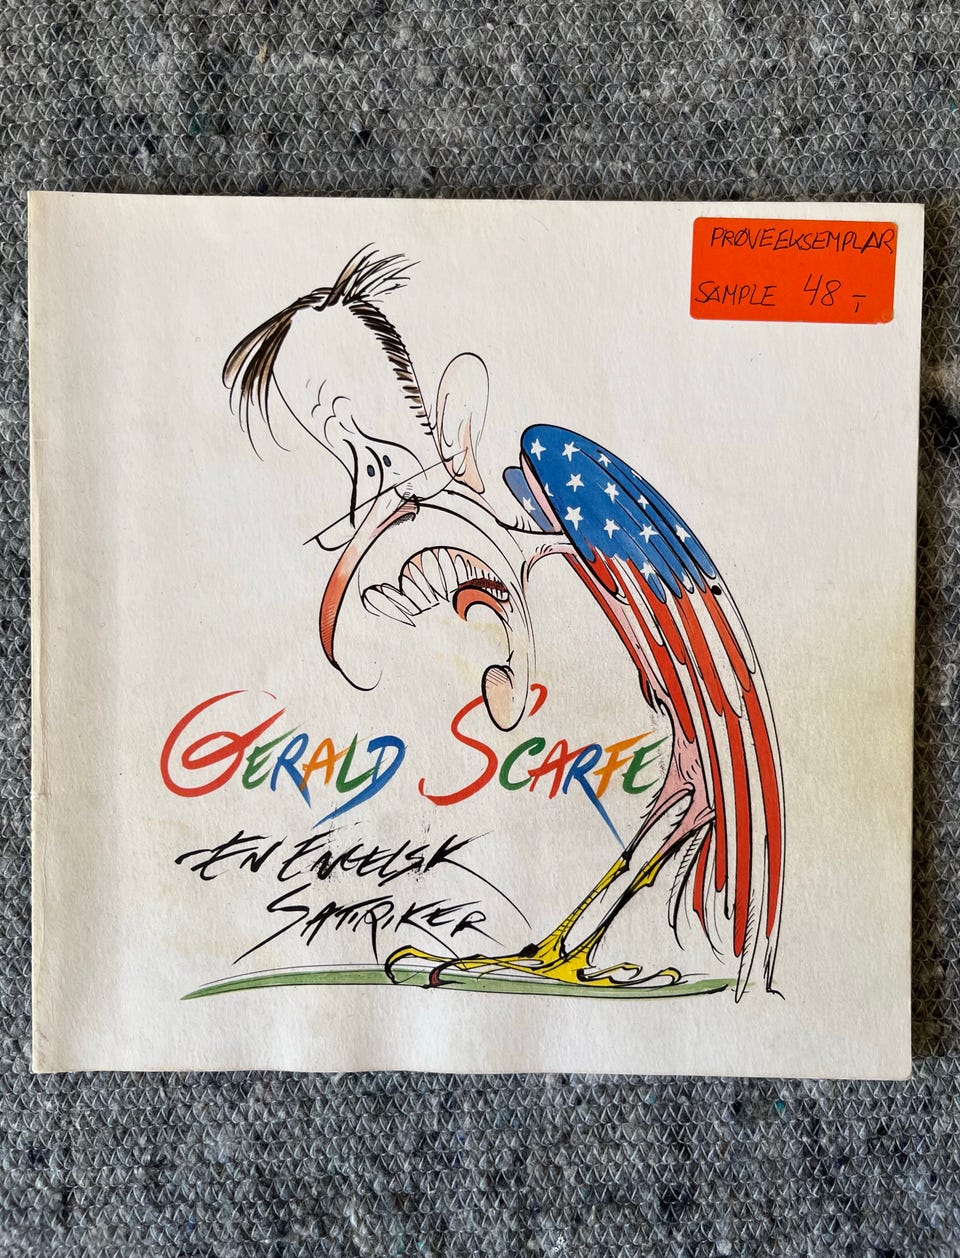 PRØVEEKSEMPLAR
SAMPLE 48,-
GERALD SCARFE
EN ENGELSK
SATIRIKER